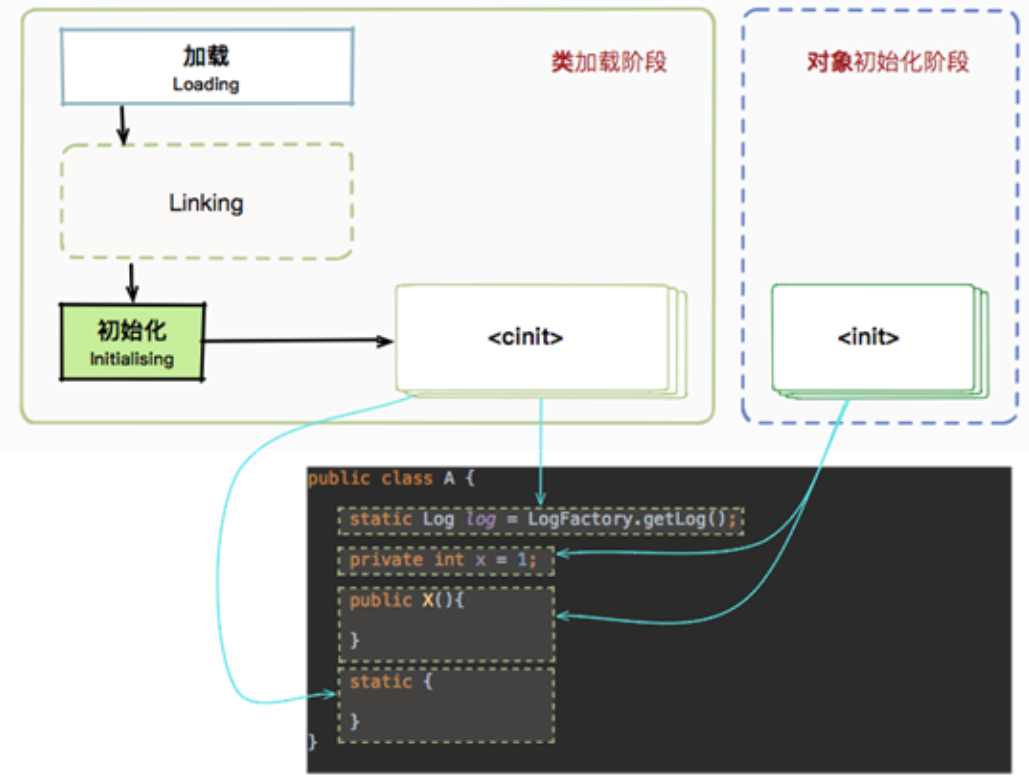 加载
Loading
类加载阶段
对象初始化阶段
Linking
初始化
Initialising
<cinit>
<init>
public class A {
static Log log = LogFactory.getLog();
private int x = 1;
public X(){
}
static {
}
}